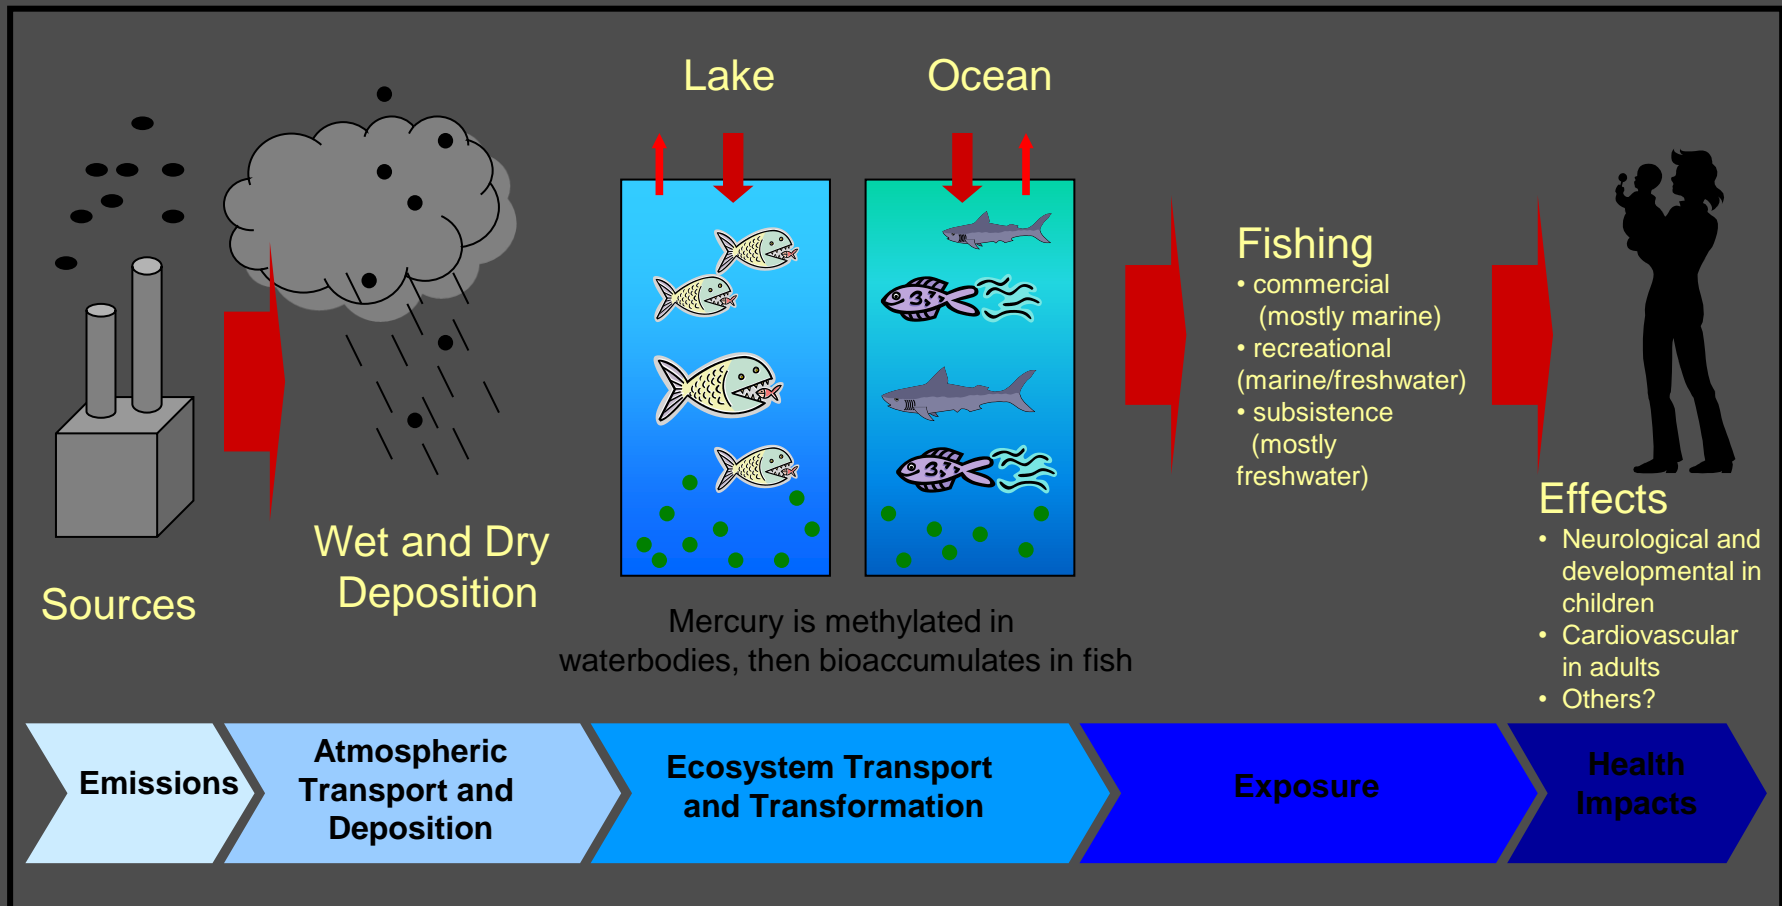 Lake
Ocean
Sources
Wet and Dry
Deposition
Mercury is methylated in
waterbodies, then bioaccumulates in fish
Fishing
• commercial
(mostly marine)
• recreational
(marine/freshwater)
• subsistence
(mostly
freshwater)
Effects
• Neurological and
developmental in
children
• Cardiovascular
in adults
• Others?
Emissions
Atmospheric
Transport and
Deposition
Ecosystem Transport
and Transformation
Exposure
Health
Impacts